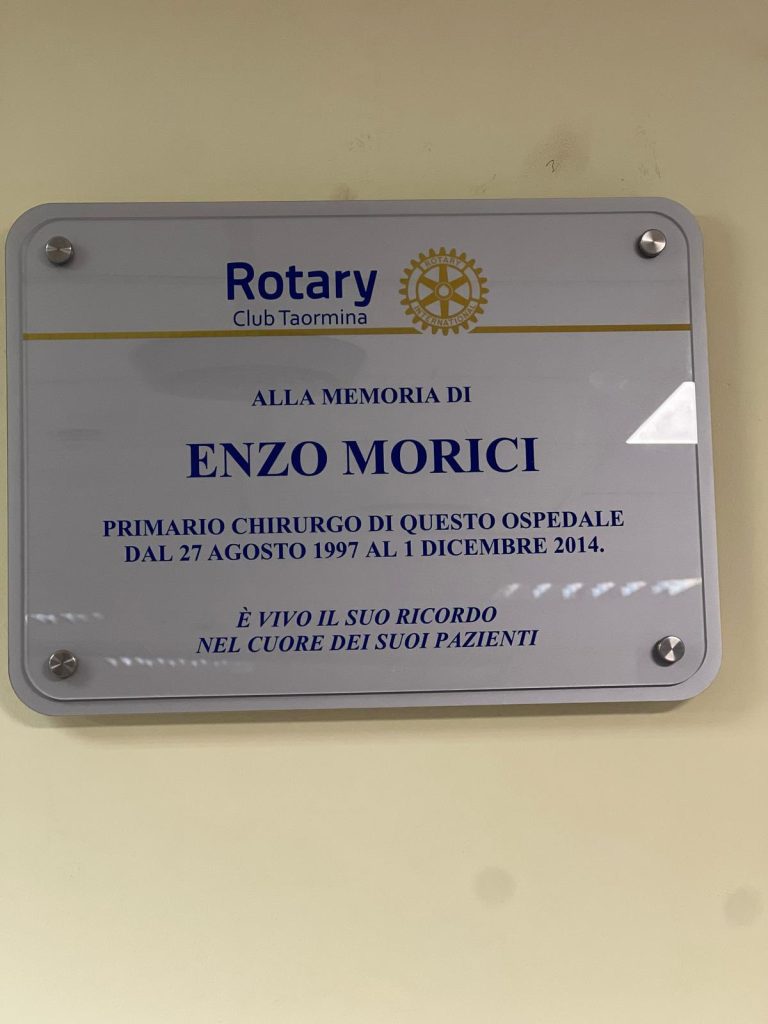 Rotary
Club Taormina
ROTARY
INTERNATIONAL
ALLA MEMORIA DI
ENZO MORICI
PRIMARIO CHIRURGO DI QUESTO OSPEDALE
DAL 27 AGOSTO 1997 AL 1 DICEMBRE 2014.
È VIVO IL SUO RICORDO
NEL CUORE DEI SUOI PAZIENTI